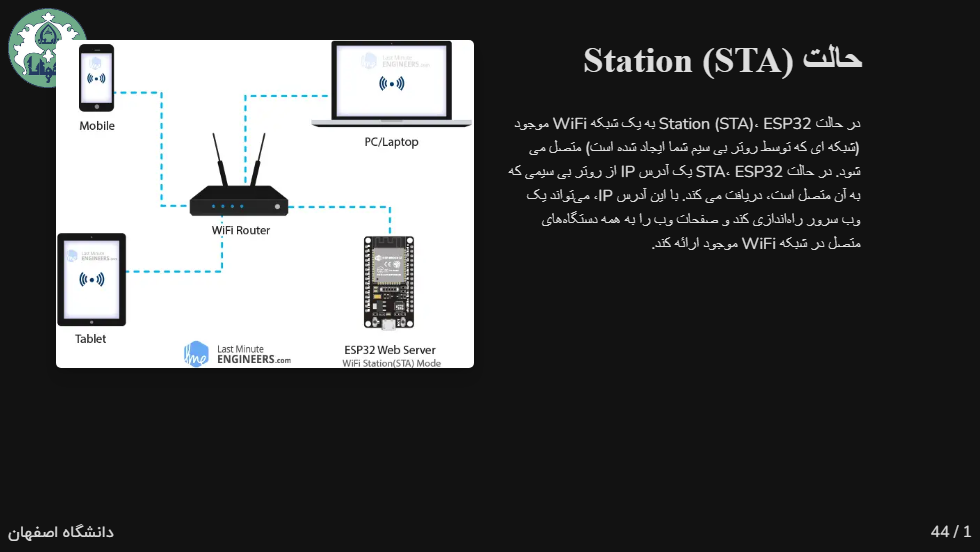 حالت Station (STA)
در حالت Station (STA)، ESP32 به یک شبکه WiFi موجود
(شبکه ای که توسط روتر بی سیم شما ایجاد شده است) متصل می
شود. در حالت STA، ESP32 یک آدرس IP از روتر بی سیمی که
به آن متصل است، دریافت می کند. با این آدرس IP، می‌تواند یک
وب سرور راه‌اندازی کند و صفحات وب را به همه دستگاه‌های
متصل در شبکه WiFi موجود ارائه کند.
Last Minute
ENGINEERS.com
Mobile
PC/Laptop
WiFi Router
Last Minute
ENGINEERS.com
Tablet
Last Minute
ENGINEERS.com
ESP32 Web Server
WiFi Station(STA) Mode
دانشگاه اصفهان
44 / 1